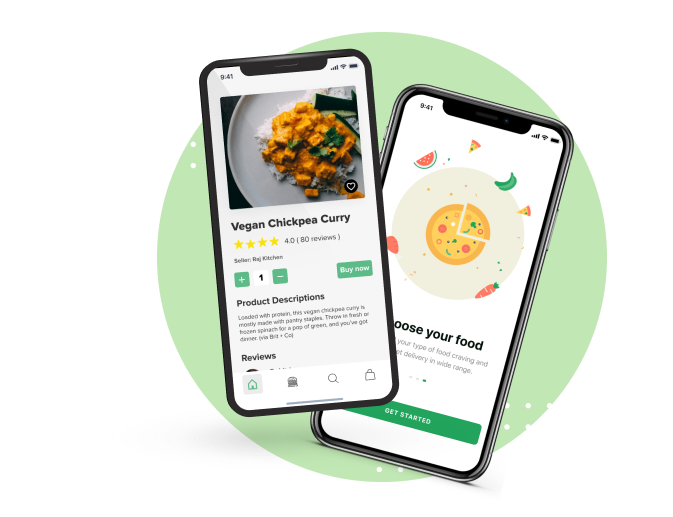 9:41
Vegan Chickpea Curry
4.0 ( 80 reviews )
Seller: Raj Kitchen
+ 1 −
Buy now
Product Descriptions
Loaded with protein, this vegan chickpea curry is
mostly made with pantry staples. Throw in fresh or
frozen spinach for a pop of green, and you've got
dinner. (via Brit + Co)
Reviews
9:41
oose your food
your type of food craving and
et delivery in wide range.
GET STARTED